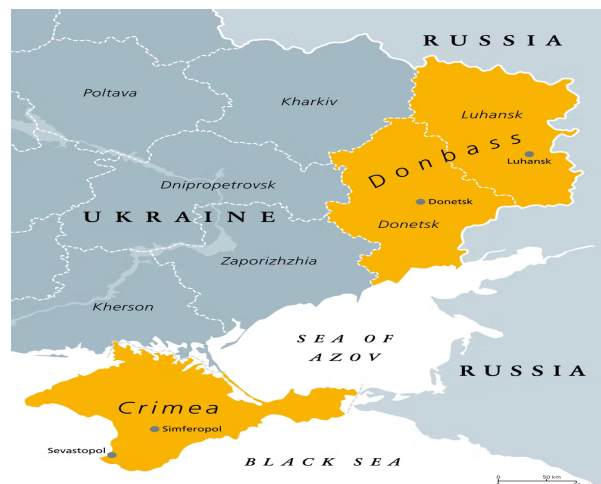 RUSSIA
Poltava
Kharkiv
Luhansk
Donbass
Luhansk
Dnipropetrovsk
Donetsk
UKRAINE
Donetsk
Zaporizhzhia
Kherson
SEA OF
AZOV
RUSSIA
Crimea
Simferopol
Sevastopol
BLACK SEA
0 50 km